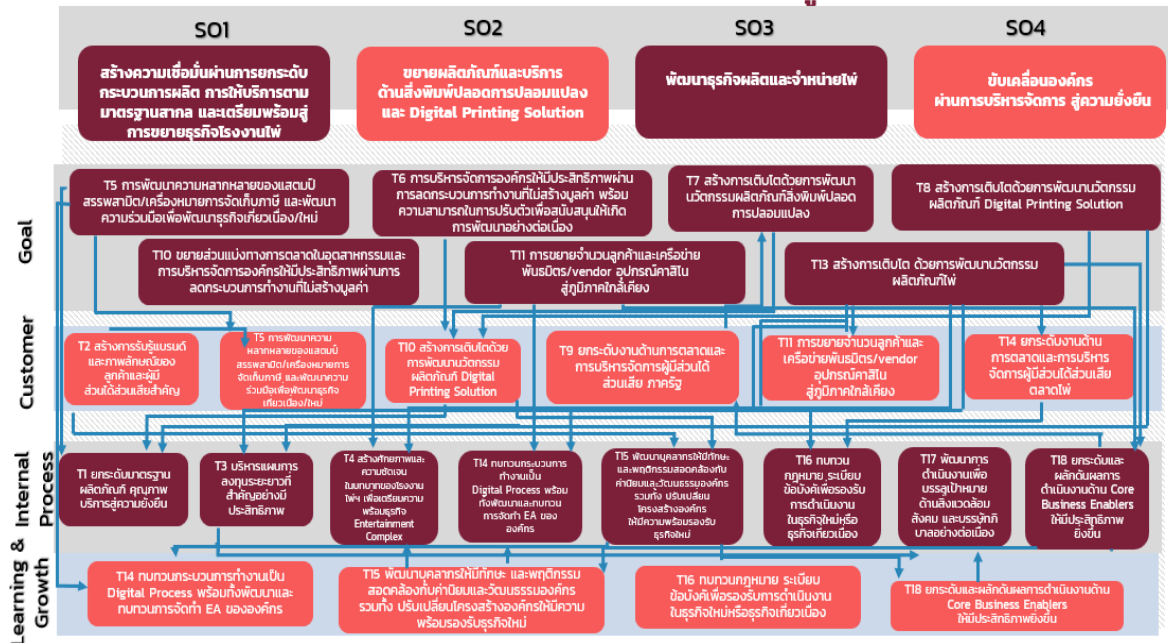 SO1
SO2
SO3
SO4
สร้างความเชื่อมั่นผ่านการยกระดับ
กระบวนการผลิต การให้บริการตาม
มาตรฐานสากล และเตรียมพร้อมสู่
การขยายธุรกิจโรงงานไพ่
ขยายผลิตภัณฑ์และบริการ
ด้านสิ่งพิมพ์ปลอดการปลอมแปลง
และ Digital Printing Solution
พัฒนาธุรกิจผลิตและจำหน่ายไพ่
ขับเคลื่อนองค์กร
ผ่านการบริหารจัดการ สู่ความยั่งยืน
Goal
T5 การพัฒนาความหลากหลายของแสตมป์
สรรพสามิต/เครื่องหมายการจัดเก็บภาษี และพัฒนา
ความร่วมมือเพื่อพัฒนาธุรกิจเกี่ยวเนื่อง/ใหม่
T6 การบริหารจัดการองค์กรให้มีประสิทธิภาพผ่าน
การลดกระบวนการทำงานที่ไม่สร้างมูลค่า พร้อม
ความสามารถในการปรับตัวเพื่อสนับสนุนให้เกิด
การพัฒนาอย่างต่อเนื่อง
T7 สร้างการเติบโตด้วยการพัฒนา
นวัตกรรมผลิตภัณฑ์สิ่งพิมพ์ปลอด
การปลอมแปลง
T8 สร้างการเติบโตด้วยการพัฒนานวัตกรรม
ผลิตภัณฑ์ Digital Printing Solution
T10 ขยายส่วนแบ่งทางการตลาดในอุตสาหกรรมและ
การบริหารจัดการองค์กรให้มีประสิทธิภาพผ่านการ
ลดกระบวนการทำงานที่ไม่สร้างมูลค่า
T11 การขยายจำนวนลูกค้าและเครือข่าย
พันธมิตร/vendor อุปกรณ์คาสิโน
สู่ภูมิภาคใกล้เคียง
T13 สร้างการเติบโต ด้วยการพัฒนานวัตกรรม
ผลิตภัณฑ์ไพ่
Customer
T2 สร้างการรับรู้แบรนด์
และภาพลักษณ์ของ
ลูกค้าและผู้มี
ส่วนได้ส่วนเสียสำคัญ
T5 การพัฒนาความ
หลากหลายของแสตมป์
สรรพสามิต/เครื่องหมายการ
จัดเก็บภาษี และพัฒนาความ
ร่วมมือเพื่อพัฒนาธุรกิจ
เกี่ยวเนื่อง/ใหม่
T10 สร้างการเติบโตด้วย
การพัฒนานวัตกรรม
ผลิตภัณฑ์ Digital
Printing Solution
T9 ยกระดับงานด้านการตลาดและ
การบริหารจัดการผู้มีส่วนได้
ส่วนเสีย ภาครัฐ
T11 การขยายจำนวนลูกค้าและ
เครือข่ายพันธมิตร/vendor
อุปกรณ์คาสิโน
สู่ภูมิภาคใกล้เคียง
T14 ยกระดับงานด้าน
การตลาดและการบริหาร
จัดการผู้มีส่วนได้ส่วนเสีย
ตลาดไพ่
Internal
Process
T1 ยกระดับมาตรฐาน
ผลิตภัณฑ์ คุณภาพ
บริการสู่ความยั่งยืน
T3 บริหารแผนการ
ลงทุนระยะยาวที่
สำคัญอย่างมี
ประสิทธิภาพ
T4 สร้างศักยภาพและ
ความชัดเจน
ในบทบาทของโรงงาน
ไพ่ฯ เพื่อเตรียมความ
พร้อมธุรกิจ
Entertainment
Complex
T14 ทบทวนกระบวนการ
ทำงานเป็น
Digital Process พร้อม
ทั้งพัฒนาและทบทวน
การจัดทำ EA ของ
องค์กร
T15 พัฒนาบุคลากรให้มีทักษะ
และพฤติกรรมสอดคล้องกับ
ค่านิยมและวัฒนธรรมขององค์กร
รวมทั้ง ปรับเปลี่ยน
โครงสร้างองค์กร
ให้มีความพร้อมรองรับ
ธุรกิจใหม่
T16 ทบทวน
กฎหมาย ระเบียบ
ข้อบังคับเพื่อรองรับ
การดำเนินงาน
ในธุรกิจใหม่หรือ
ธุรกิจเกี่ยวเนื่อง
T17 พัฒนาการ
ดำเนินงานเพื่อ
บรรลุเป้าหมาย
ด้านสิ่งแวดล้อม
สังคม และบรรษัทภิ
บาลอย่างต่อเนื่อง
T18 ยกระดับและ
ผลักดันผลการ
ดำเนินงานด้าน Core
Business Enablers
ให้มีประสิทธิภาพ
ยิ่งขึ้น
Learning &
Growth
T14 ทบทวนกระบวนการทำงานเป็น
Digital Process พร้อมทั้งพัฒนาและ
ทบทวนการจัดทำ EA ขององค์กร
T15 พัฒนาบุคลากรให้มีทักษะ และพฤติกรรม
สอดคล้องกับค่านิยมและวัฒนธรรมองค์กร
รวมทั้ง ปรับเปลี่ยนโครงสร้างองค์กรให้มีความ
พร้อมรองรับธุรกิจใหม่
T16 ทบทวนกฎหมาย ระเบียบ
ข้อบังคับเพื่อรองรับการดำเนินงาน
ในธุรกิจใหม่หรือธุรกิจเกี่ยวเนื่อง
T18 ยกระดับและผลักดันผลการดำเนินงานด้าน
Core Business Enablers
ให้มีประสิทธิภาพยิ่งขึ้น